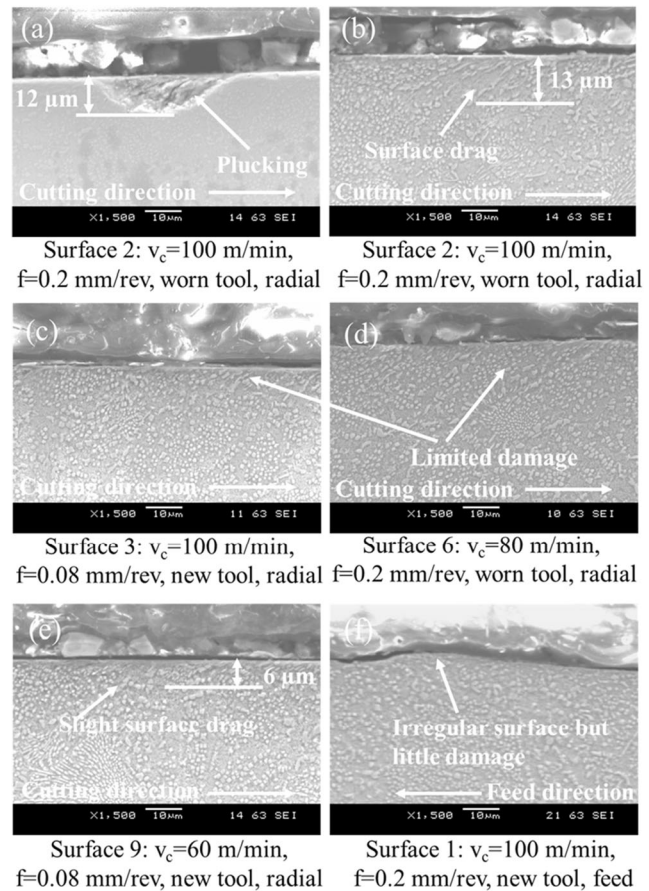 (a)
12 μm
Plucking
Cutting direction
X1,500 10μm 14 63 SEI
Surface 2: vc=100 m/min,
f=0.2 mm/rev, worn tool, radial
(b)
13 μm
Surface drag
Cutting direction
X1,500 10μm 14 63 SEI
Surface 2: vc=100 m/min,
f=0.2 mm/rev, worn tool, radial
(c)
Cutting direction
X1,500 10μm 11 63 SEI
Surface 3: vc=100 m/min,
f=0.08 mm/rev, new tool, radial
(d)
Limited damage
Cutting direction
X1,500 10μm 10 63 SEI
Surface 6: vc=80 m/min,
f=0.2 mm/rev, worn tool, radial
(e)
6 μm
Slight surface drag
Cutting direction
X1,500 10μm 14 63 SEI
Surface 9: vc=60 m/min,
f=0.08 mm/rev, new tool, radial
(f)
Irregular surface but
little damage
Feed direction
X1,500 10μm 21 63 SEI
Surface 1: vc=100 m/min,
f=0.2 mm/rev, new tool, feed